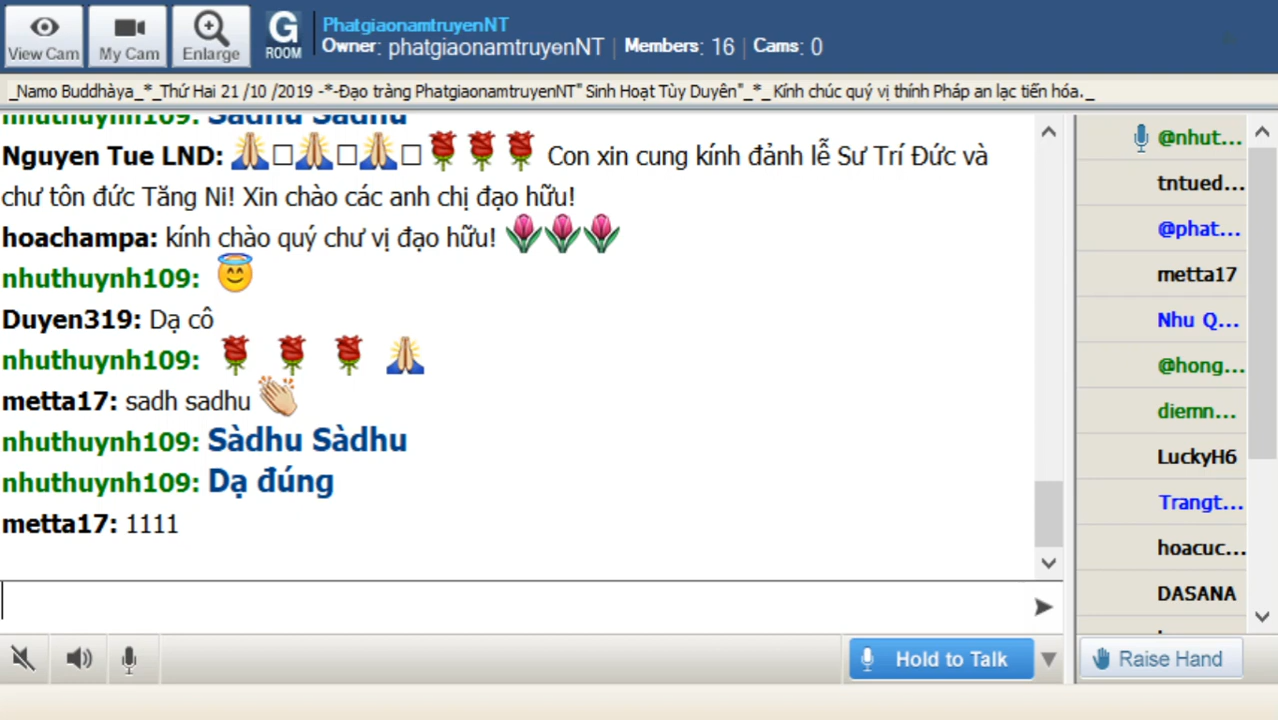 View Cam
My Cam
Enlarge
G
ROOM
PhatgiaonamtruyenNT
Owner: phatgiaonamtruyenNT | Members: 16 | Cams: 0
_Namo Buddhàya_*_Thứ Hai 21 /10 /2019 -*-Đạo tràng PhatgiaonamtruyenNT" Sinh Hoạt Tùy Duyên"_*_ Kính chúc quý vị thính Pháp an lạc tiến hóa._
nhuthuynh109: Sàdhu Sàdhu
Nguyen Tue LND: 🙏□🙏□🙏□🌹🌹🌹 Con xin cung kính đảnh lễ Sư Trí Đức và
chư tôn đức Tăng Ni! Xin chào các anh chị đạo hữu!
hoachampa: kính chào quý chư vị đạo hữu! 🌷🌷🌷
nhuthuynh109: 😇
Duyen319: Dạ cô
nhuthuynh109: 🌹 🌹 🌹 🙏
metta17: sadh sadhu 👏
nhuthuynh109: Sàdhu Sàdhu
nhuthuynh109: Dạ đúng
metta17: 1111
@nhut...
tntued...
@phat...
metta17
Nhu Q...
@hong...
diemn...
LuckyH6
Trangt...
hoacuc...
DASANA
Hold to Talk
Raise Hand